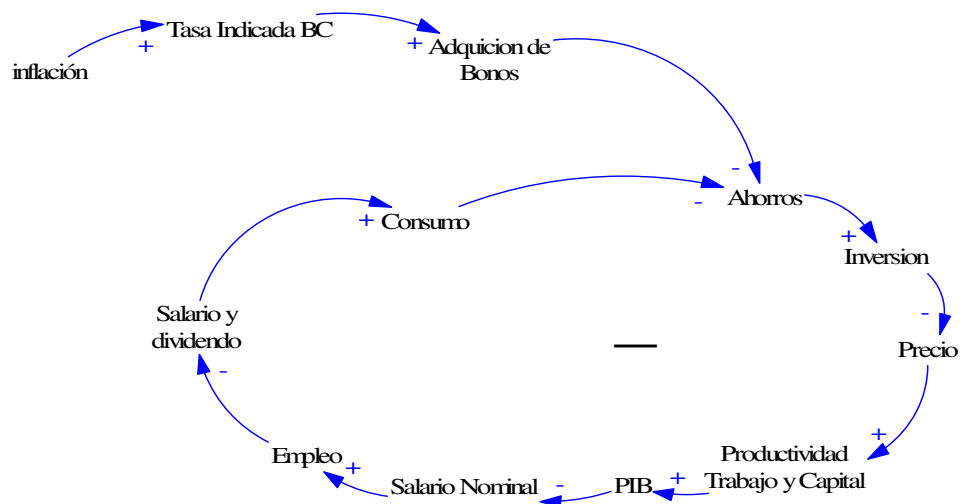 inflación
+
Tasa Indicada BC
+
Adquicion de
Bonos
-
Ahorros
+
Inversion
-
Precio
+
Productividad
Trabajo y Capital
+
PIB
-
Salario Nominal
+
Empleo
-
Salario y
dividendo
+
Consumo
-
—